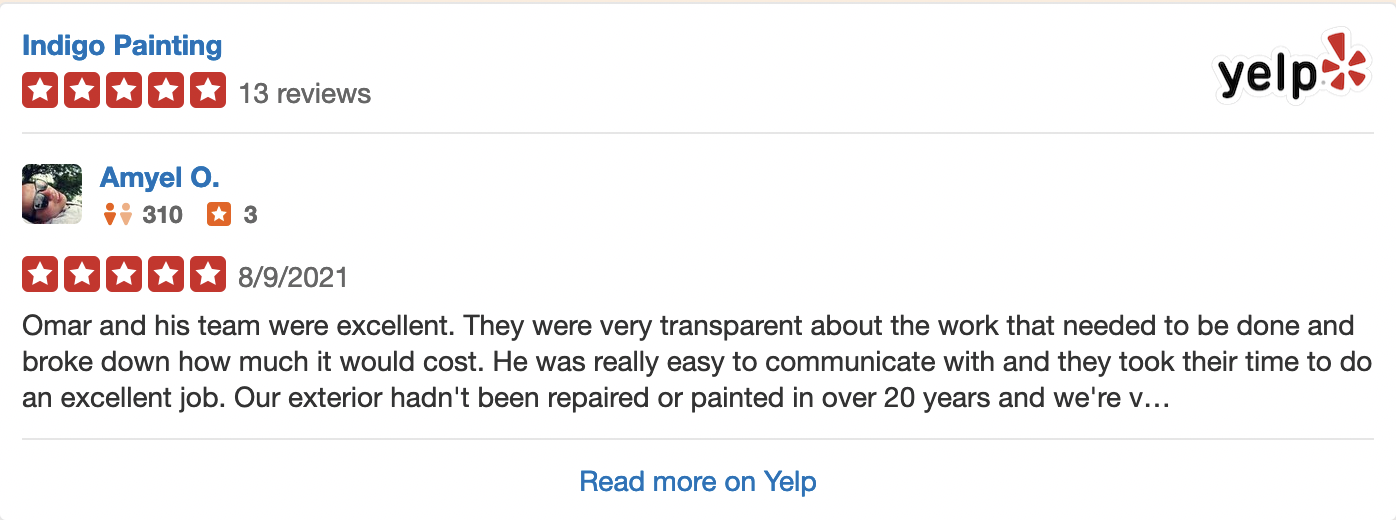 Indigo Painting
13 reviews
yelp
Amyel O.
310 3
8/9/2021
Omar and his team were excellent. They were very transparent about the work that needed to be done and
broke down how much it would cost. He was really easy to communicate with and they took their time to do
an excellent job. Our exterior hadn't been repaired or painted in over 20 years and we're v…
Read more on Yelp